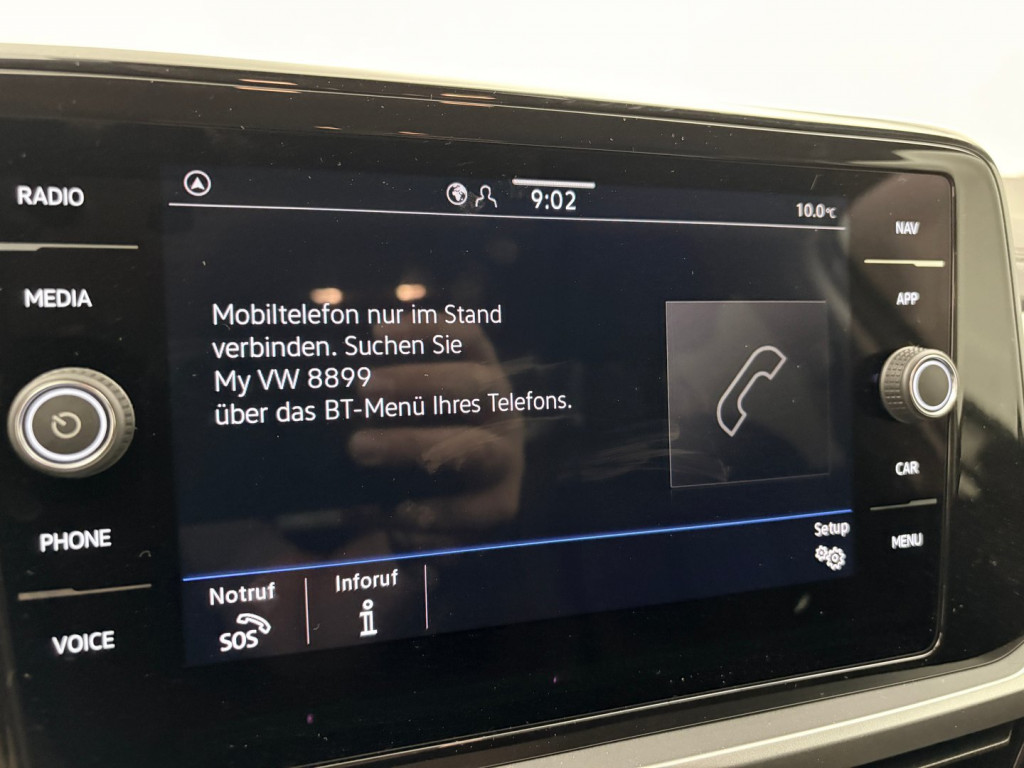 RADIO
MEDIA
PHONE
VOICE
9:02
10.0°C
Mobiltelefon nur im Stand
verbinden. Suchen Sie
My VW 8899
über das BT-Menü Ihres Telefons.
Setup
Notruf
SOS
Inforuf
NAV
APP
CAR
MENU